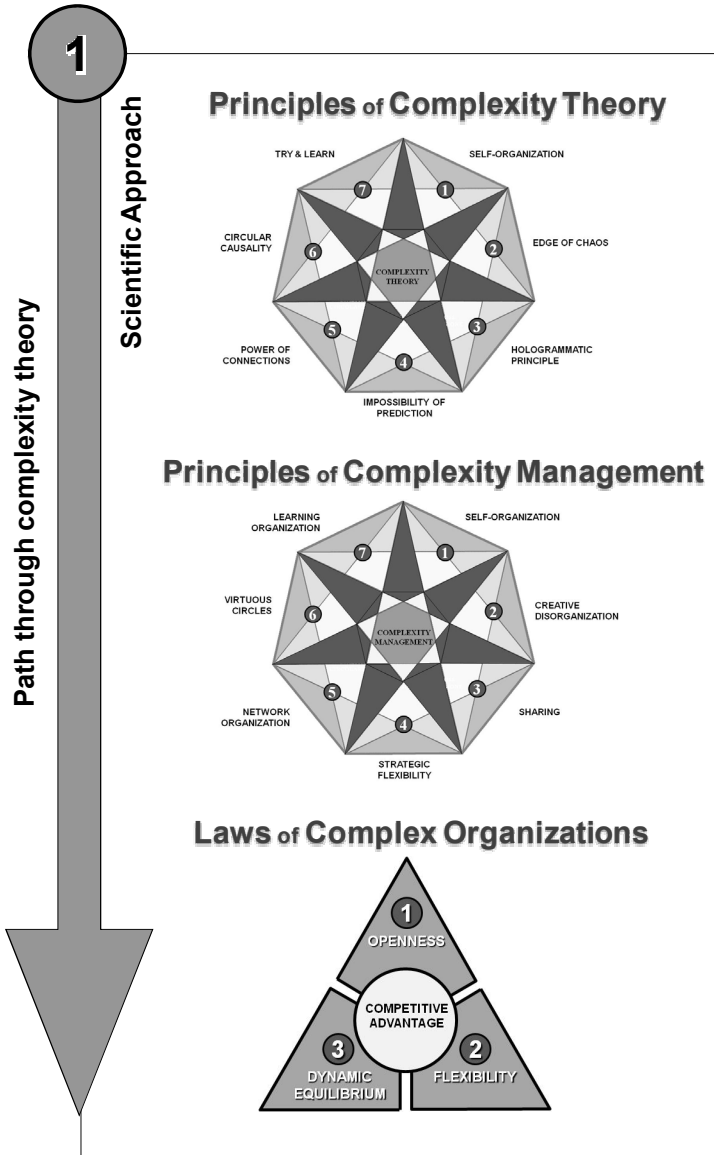 1
Path through complexity theory
Scientific Approach
Principles of Complexity Theory
TRY & LEARN
SELF-ORGANIZATION
7
1
CIRCULAR
CAUSALITY
6
2
EDGE OF CHAOS
COMPLEXITY
THEORY
5
3
POWER OF
CONNECTIONS
4
HOLOGRAMMATIC
PRINCIPLE
IMPOSSIBILITY OF
PREDICTION
Principles of Complexity Management
LEARNING
ORGANIZATION
SELF-ORGANIZATION
7
1
VIRTUOUS
CIRCLES
6
2
CREATIVE
DISORGANIZATION
COMPLEXITY
MANAGEMENT
5
3
NETWORK
ORGANIZATION
4
SHARING
STRATEGIC
FLEXIBILITY
Laws of Complex Organizations
1
OPENNESS
COMPETITIVE
ADVANTAGE
3
DYNAMIC
EQUILIBRIUM
2
FLEXIBILITY